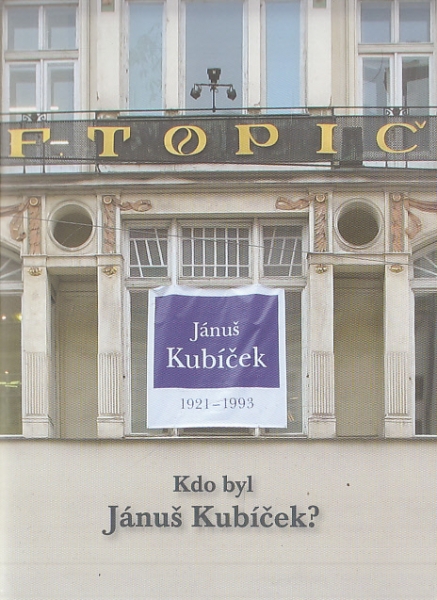 F-TOPIČ
Jánuš
Kubíček
1921–1993
Kdo byl
Jánuš Kubíček?